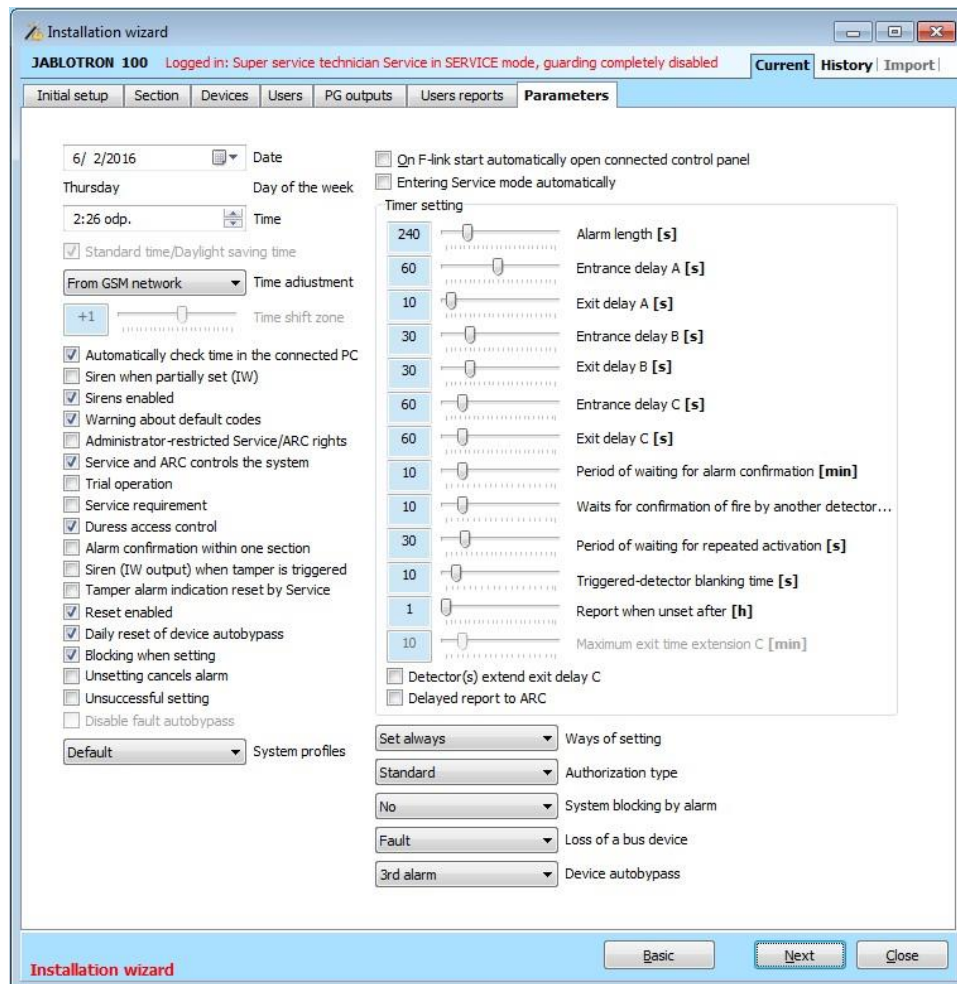 Installation wizard
JABLOTRON 100 Logged in: Super service technician Service in SERVICE mode, guarding completely disabled
Current History Import
Initial setup Section Devices Users PG outputs Users reports Parameters
6/ 2/2016 Date
Thursday Day of the week
2:26 odp. Time
Standard time/Daylight saving time
From GSM network Time adiustment
+1 Time shift zone
Automatically check time in the connected PC
Siren when partially set (IW)
Sirens enabled
Warning about default codes
Administrator-restricted Service/ARC rights
Service and ARC controls the system
Trial operation
Service requirement
Duress access control
Alarm confirmation within one section
Siren (IW output) when tamper is triggered
Tamper alarm indication reset by Service
Reset enabled
Daily reset of device autobypass
Blocking when setting
Unsetting cancels alarm
Unsuccessful setting
Disable fault autobypass
Default System profiles
On F-link start automatically open connected control panel
Entering Service mode automatically
Timer setting
240 Alarm length [s]
60 Entrance delay A [s]
10 Exit delay A [s]
30 Entrance delay B [s]
30 Exit delay B [s]
60 Entrance delay C [s]
60 Exit delay C [s]
10 Period of waiting for alarm confirmation [min]
10 Waits for confirmation of fire by another detector...
30 Period of waiting for repeated activation [s]
10 Triggered-detector blanking time [s]
1 Report when unset after [h]
10 Maximum exit time extension C [min]
Detector(s) extend exit delay C
Delayed report to ARC
Set always Ways of setting
Standard Authorization type
No System blocking by alarm
Fault Loss of a bus device
3rd alarm Device autobypass
Installation wizard
Basic Next Close